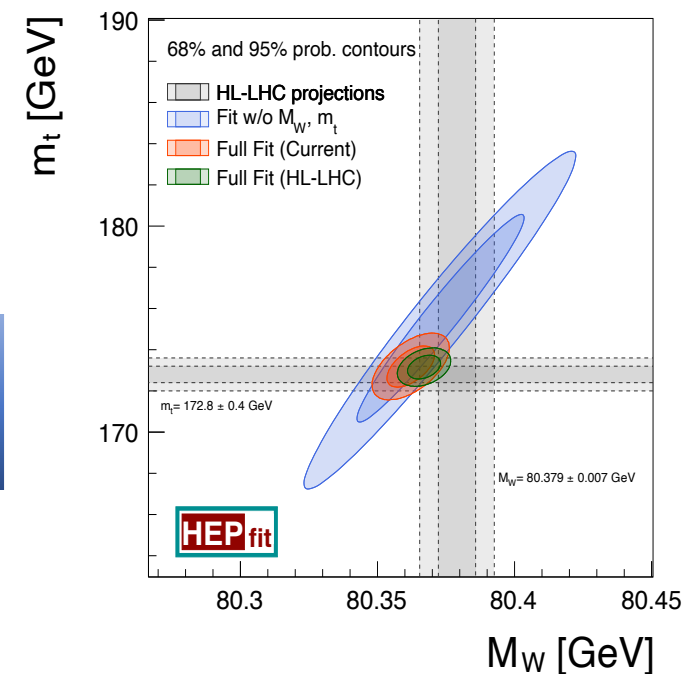 190
68% and 95% prob. contours
HL-LHC projections
Fit w/o M_W, m_t
Full Fit (Current)
Full Fit (HL-LHC)
m_t [GeV]
180
m_t= 172.8 ± 0.4 GeV
170
M_W= 80.379 ± 0.007 GeV
HEP fit
80.3 80.35 80.4 80.45
M_W [GeV]